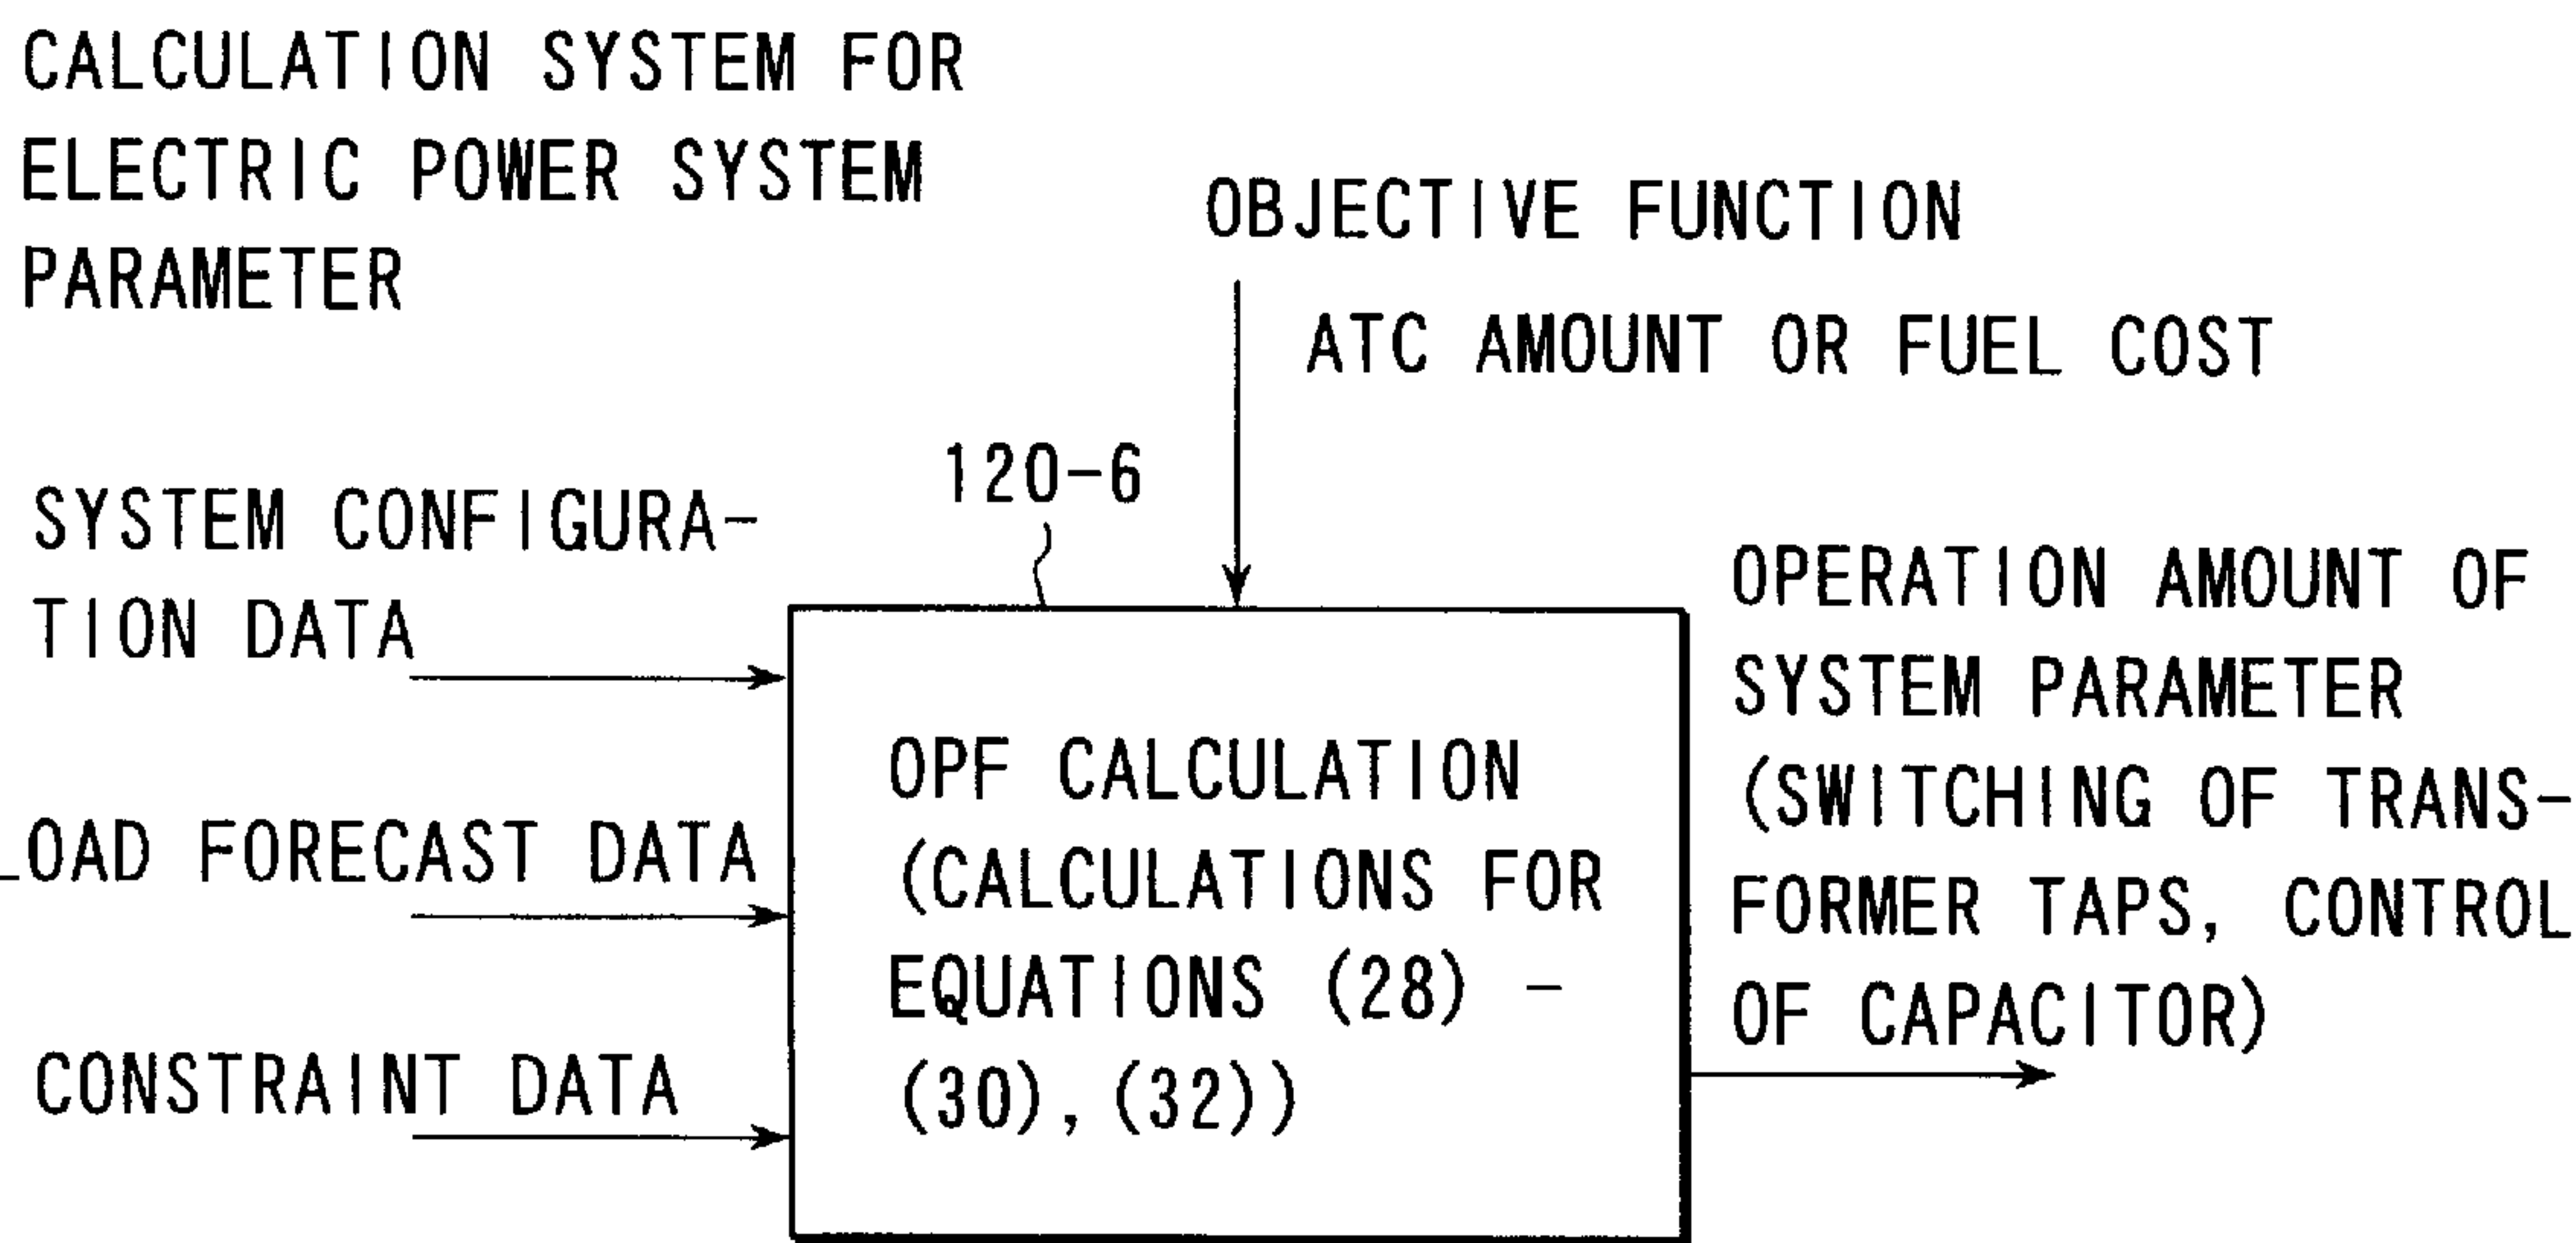 CALCULATION SYSTEM FOR
ELECTRIC POWER SYSTEM
PARAMETER
OBJECTIVE FUNCTION
ATC AMOUNT OR FUEL COST
120-6
SYSTEM CONFIGURA-
TION DATA
LOAD FORECAST DATA
CONSTRAINT DATA
OPF CALCULATION
(CALCULATIONS FOR
EQUATIONS (28) -
(30), (32))
OPERATION AMOUNT OF
SYSTEM PARAMETER
(SWITCHING OF TRANS-
FORMER TAPS, CONTROL
OF CAPACITOR)